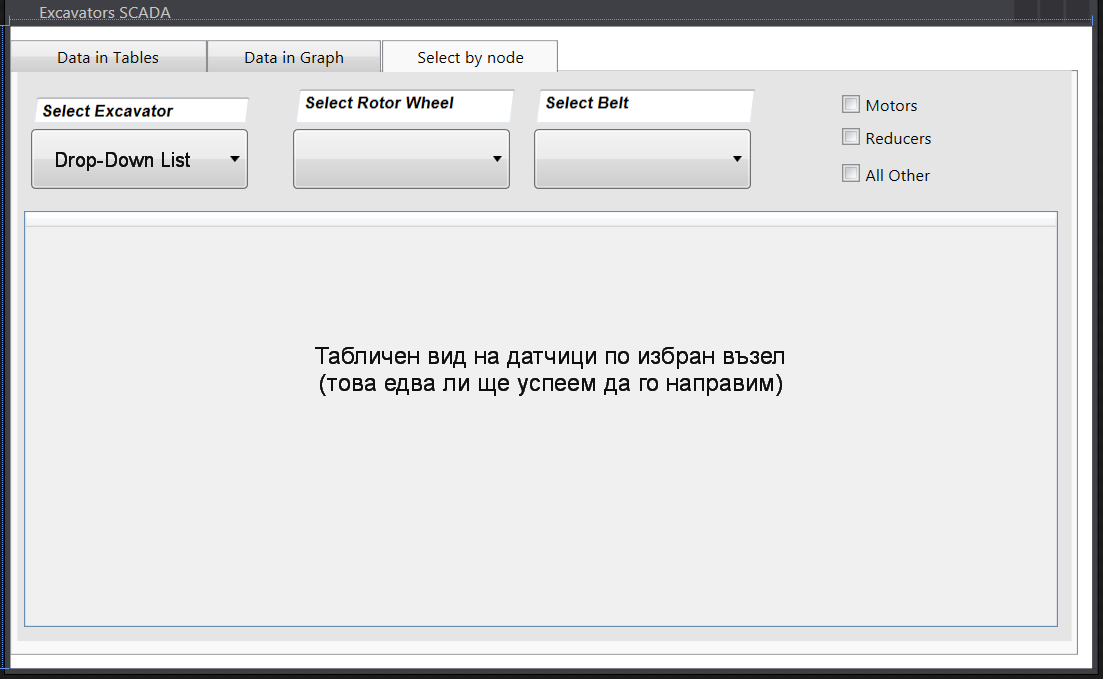 Excavators SCADA
Data in Tables
Data in Graph
Select by node
Select Excavator
Select Rotor Wheel
Select Belt
Drop-Down List
Motors
Reducers
All Other
Табличен вид на датчици по избран възел
(това едва ли ще успеем да го направим)